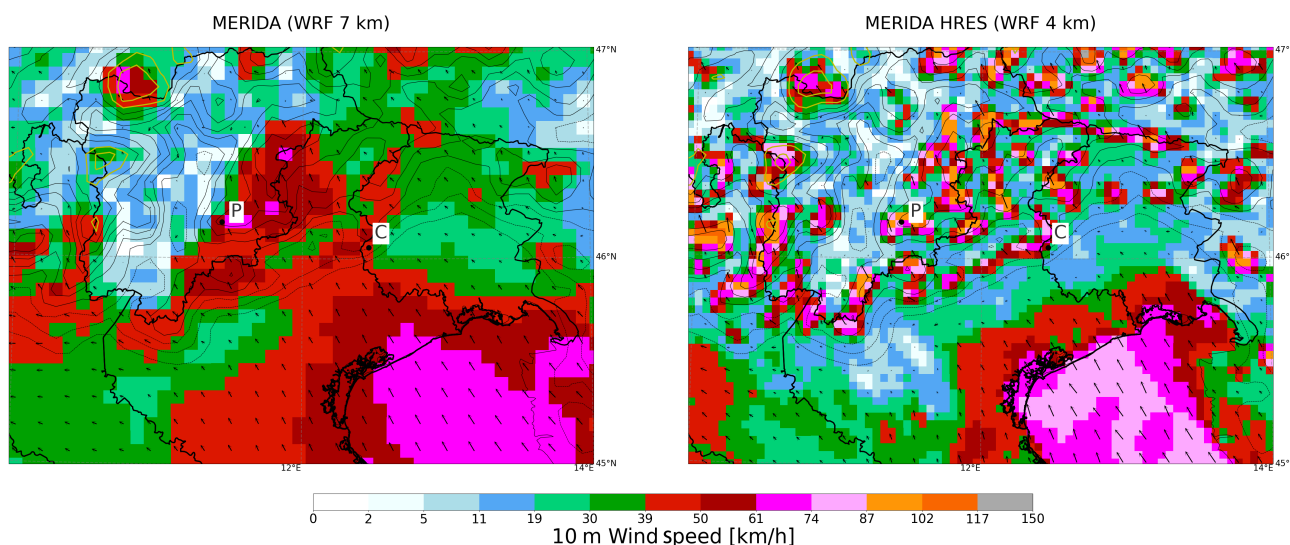 MERIDA (WRF 7 km)
MERIDA HRES (WRF 4 km)
47°N
47°N
P
P
C
C
46°N
46°N
12°E
14°E
45°N
12°E
14°E
45°N
0 2 5 11 19 30 39 50 61 74 87 102 117 150
10 m Wind speed [km/h]